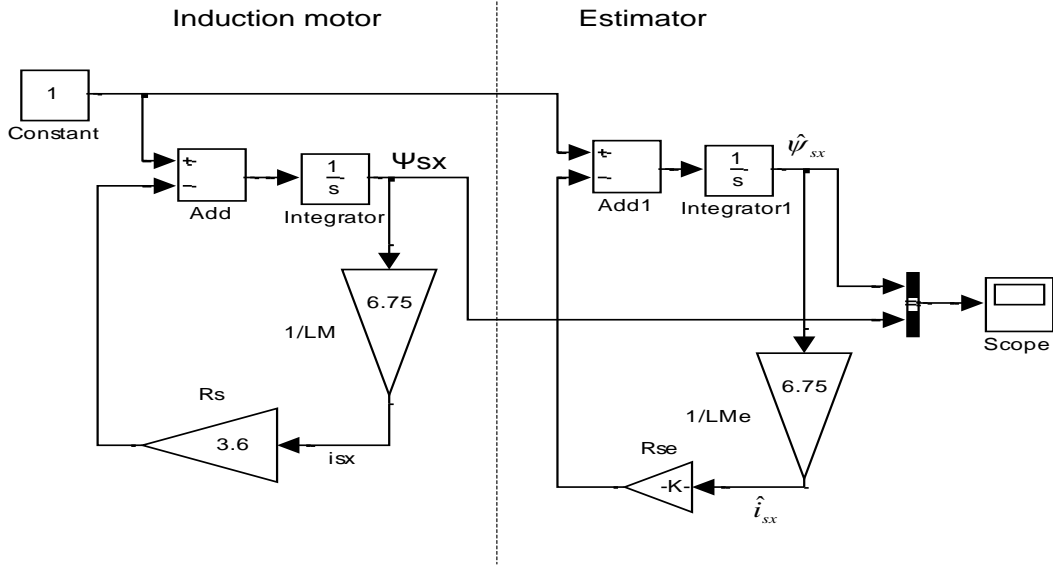 Induction motor
Estimator
1
Constant
+
−
Add
1
s
Integrator
Ψsx
+
−
Add1
1
s
Integrator1
ψ̂sx
6.75
1/LM
Scope
Rs
3.6
isx
6.75
1/LMe
Rse
-K-
îsx